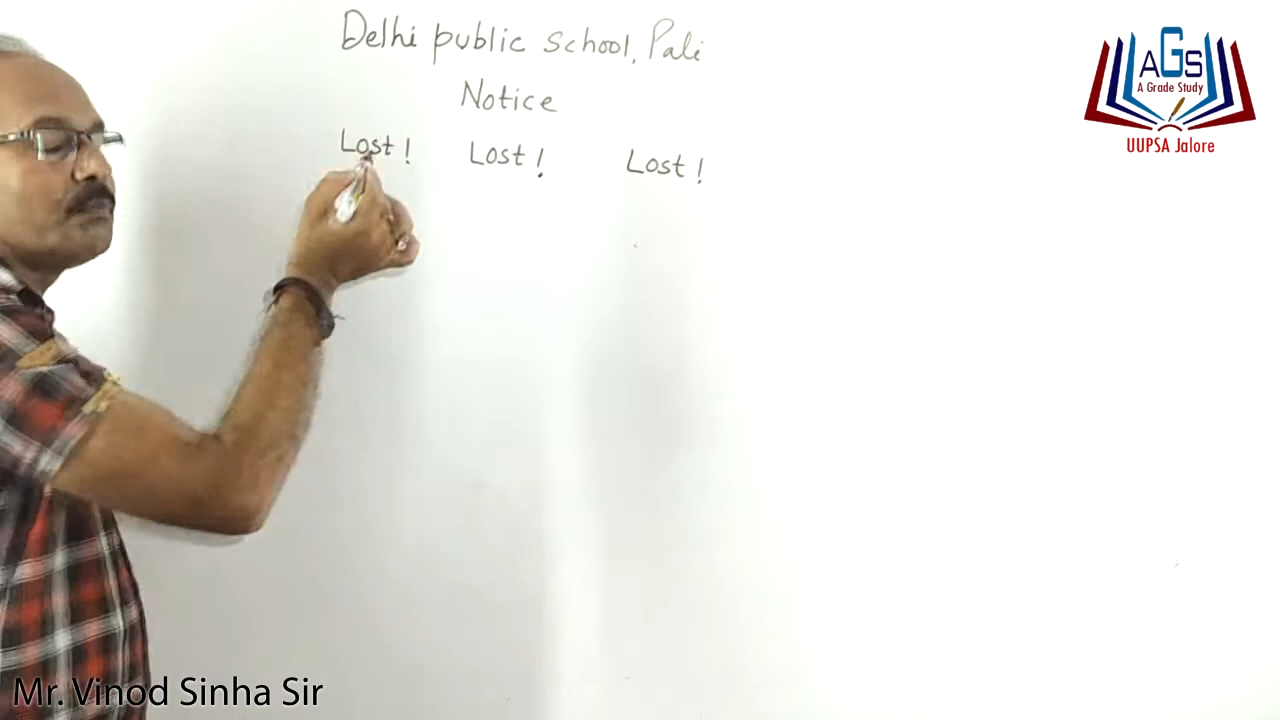 Delhi public school, Pali
Notice
Lost! Lost! Lost!
AGS
A Grade Study
UUPSA Jalore
Mr. Vinod Sinha Sir